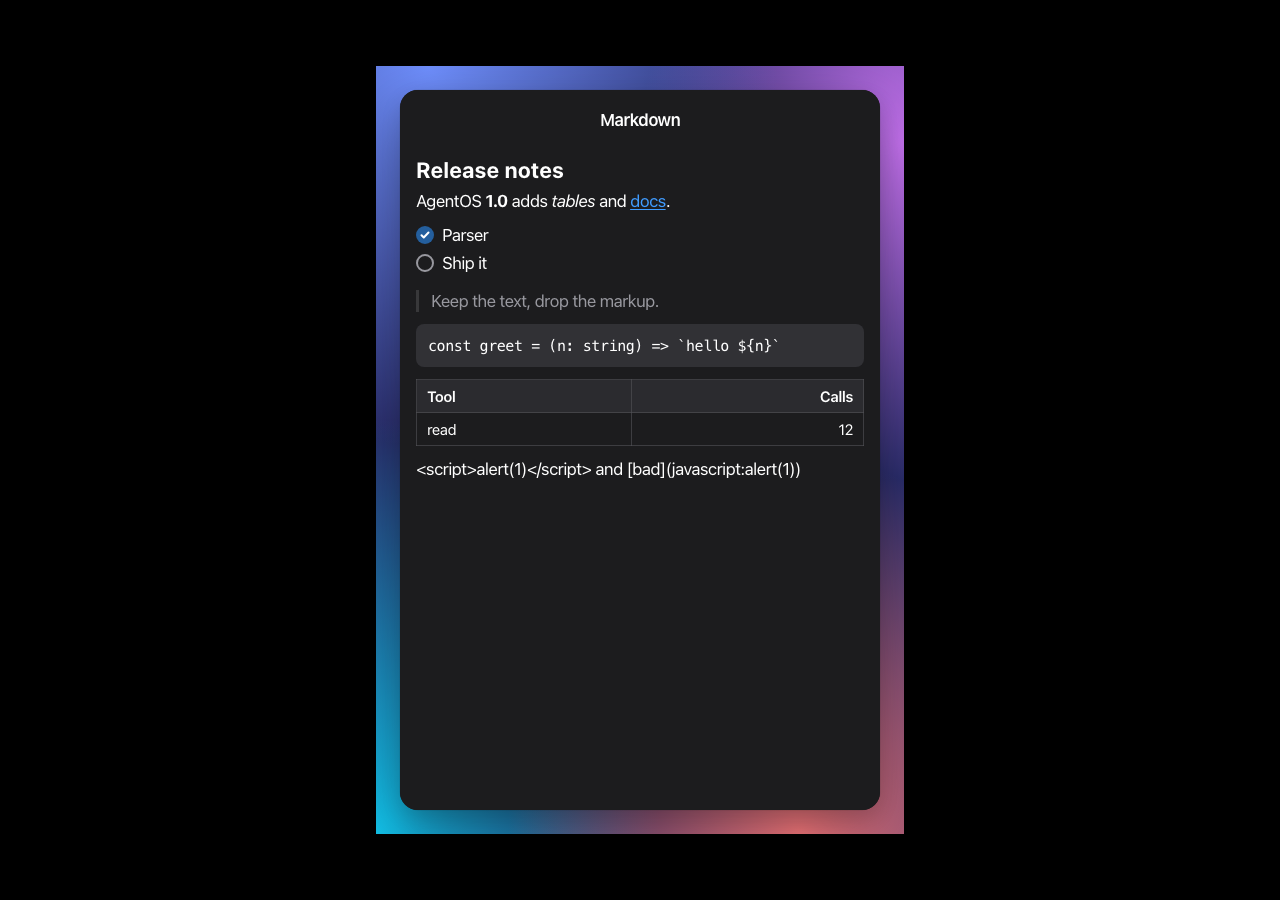 Markdown
Release notes
AgentOS 1.0 adds tables and docs.
Parser
Ship it
Keep the text, drop the markup.
const greet = (n: string) => `hello ${n}`
Tool Calls
read 12
<script>alert(1)</script> and [bad](javascript:alert(1))